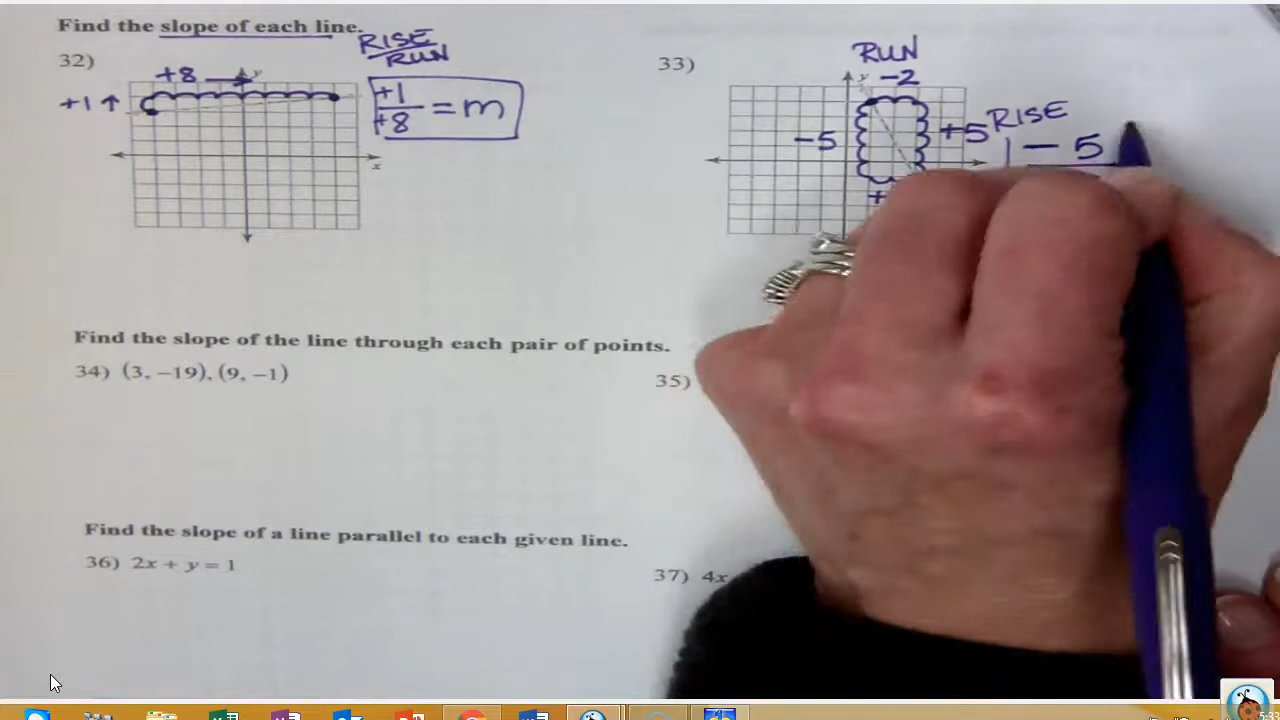 Find the slope of each line.
32)
RISE
RUN
+8
y
+1 ↑
+1
+8
= m
x
33)
RUN
y
-2
-5
+5
RISE
-5
+
Find the slope of the line through each pair of points.
34) (3, −19), (9, −1)
35)
Find the slope of a line parallel to each given line.
36) 2x + y = 1
37) 4x